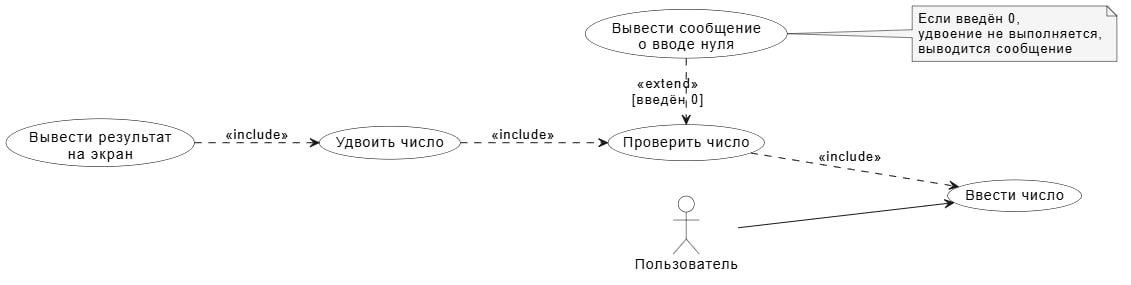 Вывести сообщение
о вводе нуля
Если введён 0,
удвоение не выполняется,
выводится сообщение
«extend»
[введён 0]
Вывести результат
на экран
«include»
Удвоить число
«include»
Проверить число
«include»
Ввести число
Пользователь